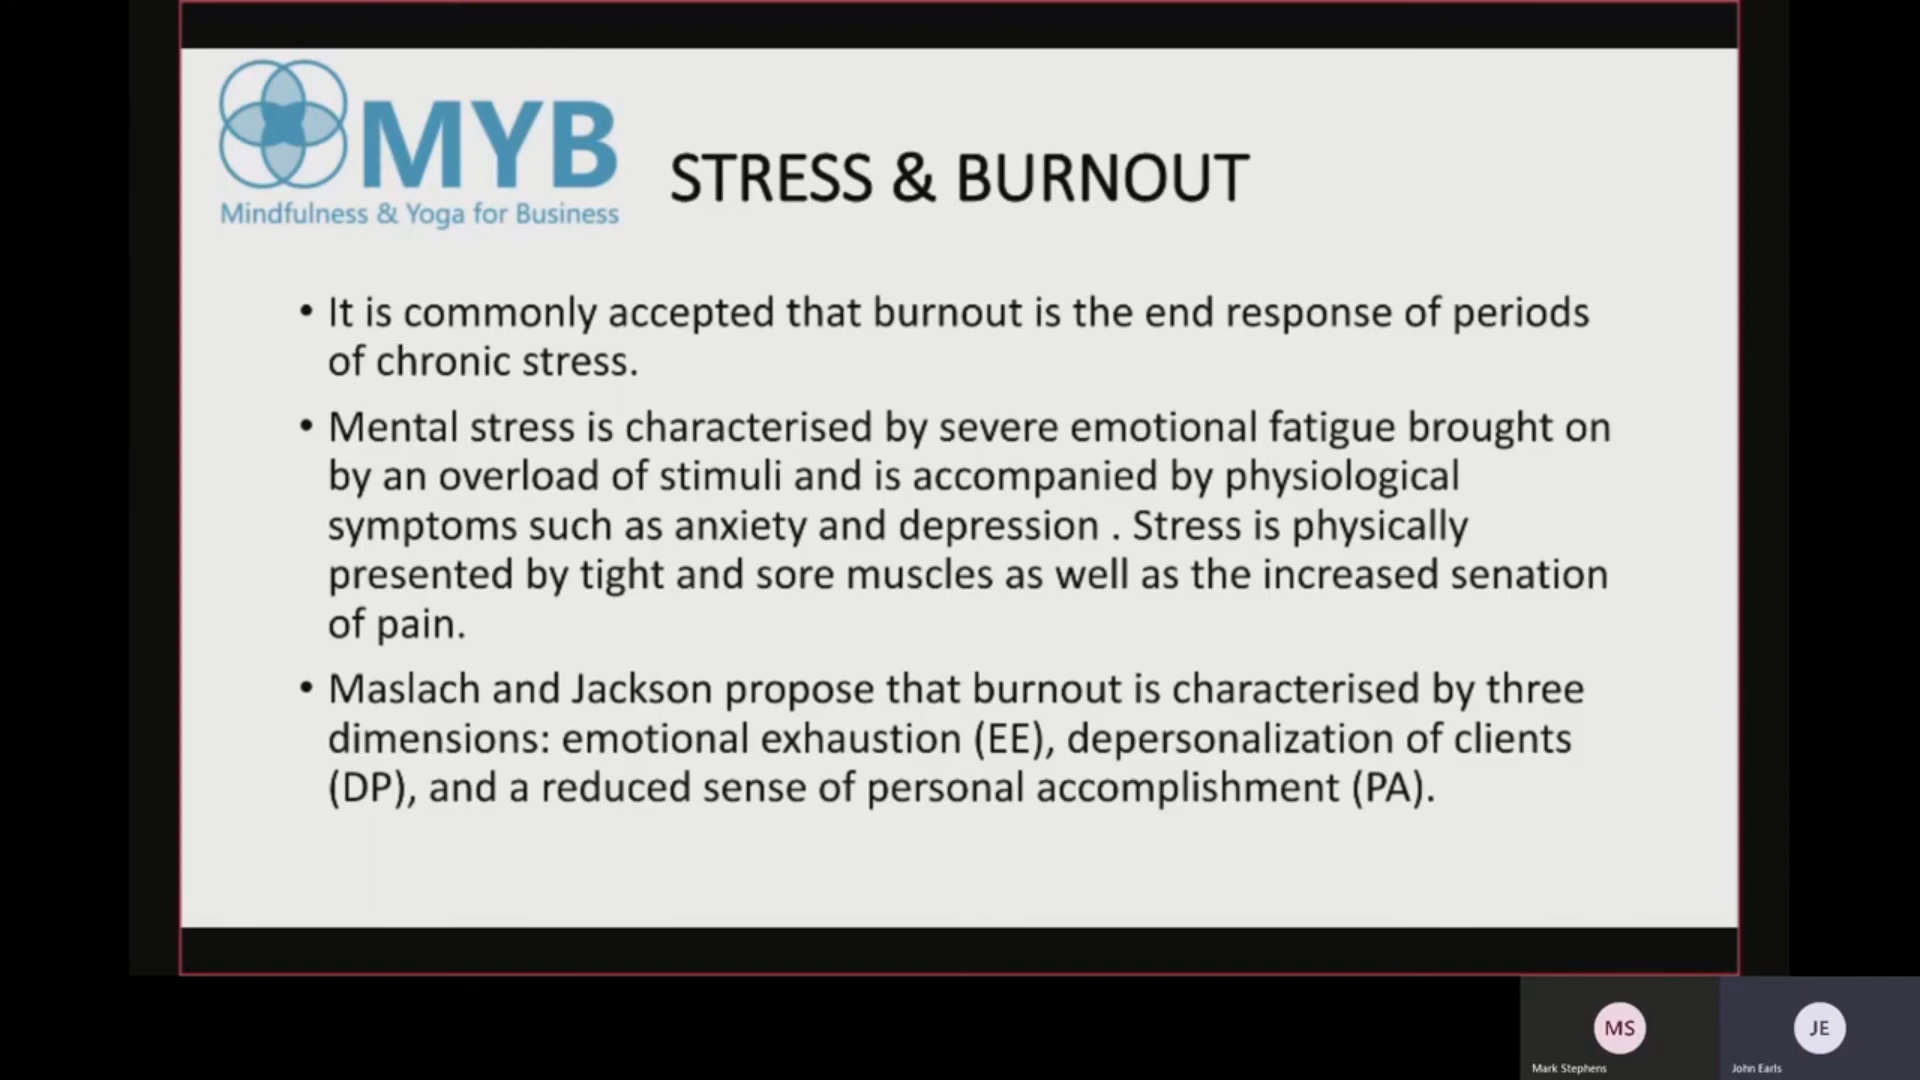 MYB
Mindfulness & Yoga for Business
STRESS & BURNOUT
• It is commonly accepted that burnout is the end response of periods
of chronic stress.
• Mental stress is characterised by severe emotional fatigue brought on
by an overload of stimuli and is accompanied by physiological
symptoms such as anxiety and depression . Stress is physically
presented by tight and sore muscles as well as the increased senation
of pain.
• Maslach and Jackson propose that burnout is characterised by three
dimensions: emotional exhaustion (EE), depersonalization of clients
(DP), and a reduced sense of personal accomplishment (PA).
MS
JE
Mark Stephens
John Earls